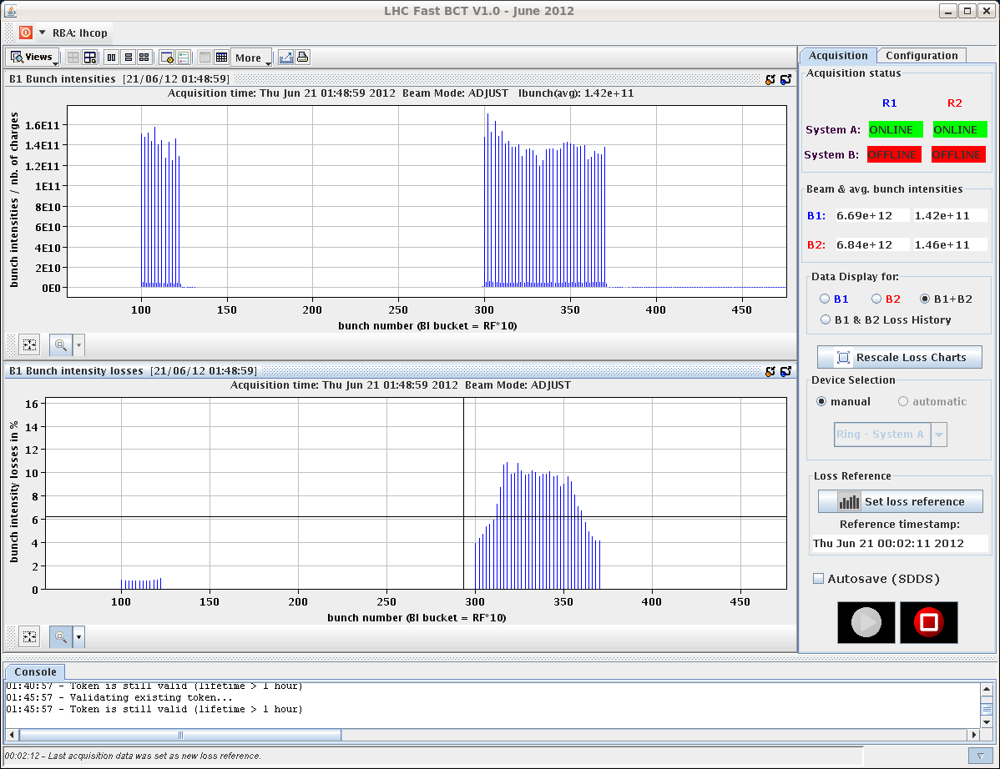 LHC Fast BCT V1.0 - June 2012
RBA: lhcop
Views
More
B1 Bunch intensities [21/06/12 01:48:59]
Acquisition time: Thu Jun 21 01:48:59 2012 Beam Mode: ADJUST Ibunch(avg): 1.42e+11
bunch intensities / nb. of charges
1.6E11
1.4E11
1.2E11
1E11
8E10
6E10
4E10
2E10
0E0
100 150 200 250 300 350 400 450
bunch number (BI bucket = RF*10)
B1 Bunch intensity losses [21/06/12 01:48:59]
Acquisition time: Thu Jun 21 01:48:59 2012 Beam Mode: ADJUST
bunch intensity losses in %
16
14
12
10
8
6
4
2
0
100 150 200 250 300 350 400 450
bunch number (BI bucket = RF*10)
Acquisition Configuration
Acquisition status
R1 R2
System A: ONLINE ONLINE
System B: OFFLINE OFFLINE
Beam & avg. bunch intensities
B1: 6.69e+12 1.42e+11
B2: 6.84e+12 1.46e+11
Data Display for:
B1 B2 B1+B2
B1 & B2 Loss History
Rescale Loss Charts
Device Selection
manual automatic
Ring - System A
Loss Reference
Set loss reference
Reference timestamp:
Thu Jun 21 00:02:11 2012
Autosave (SDDS)
Console
01:40:57 - Token is still valid (lifetime > 1 hour)
01:45:57 - Validating existing token...
01:45:57 - Token is still valid (lifetime > 1 hour)
00:02:12 - Last acquisition data was set as new loss reference.